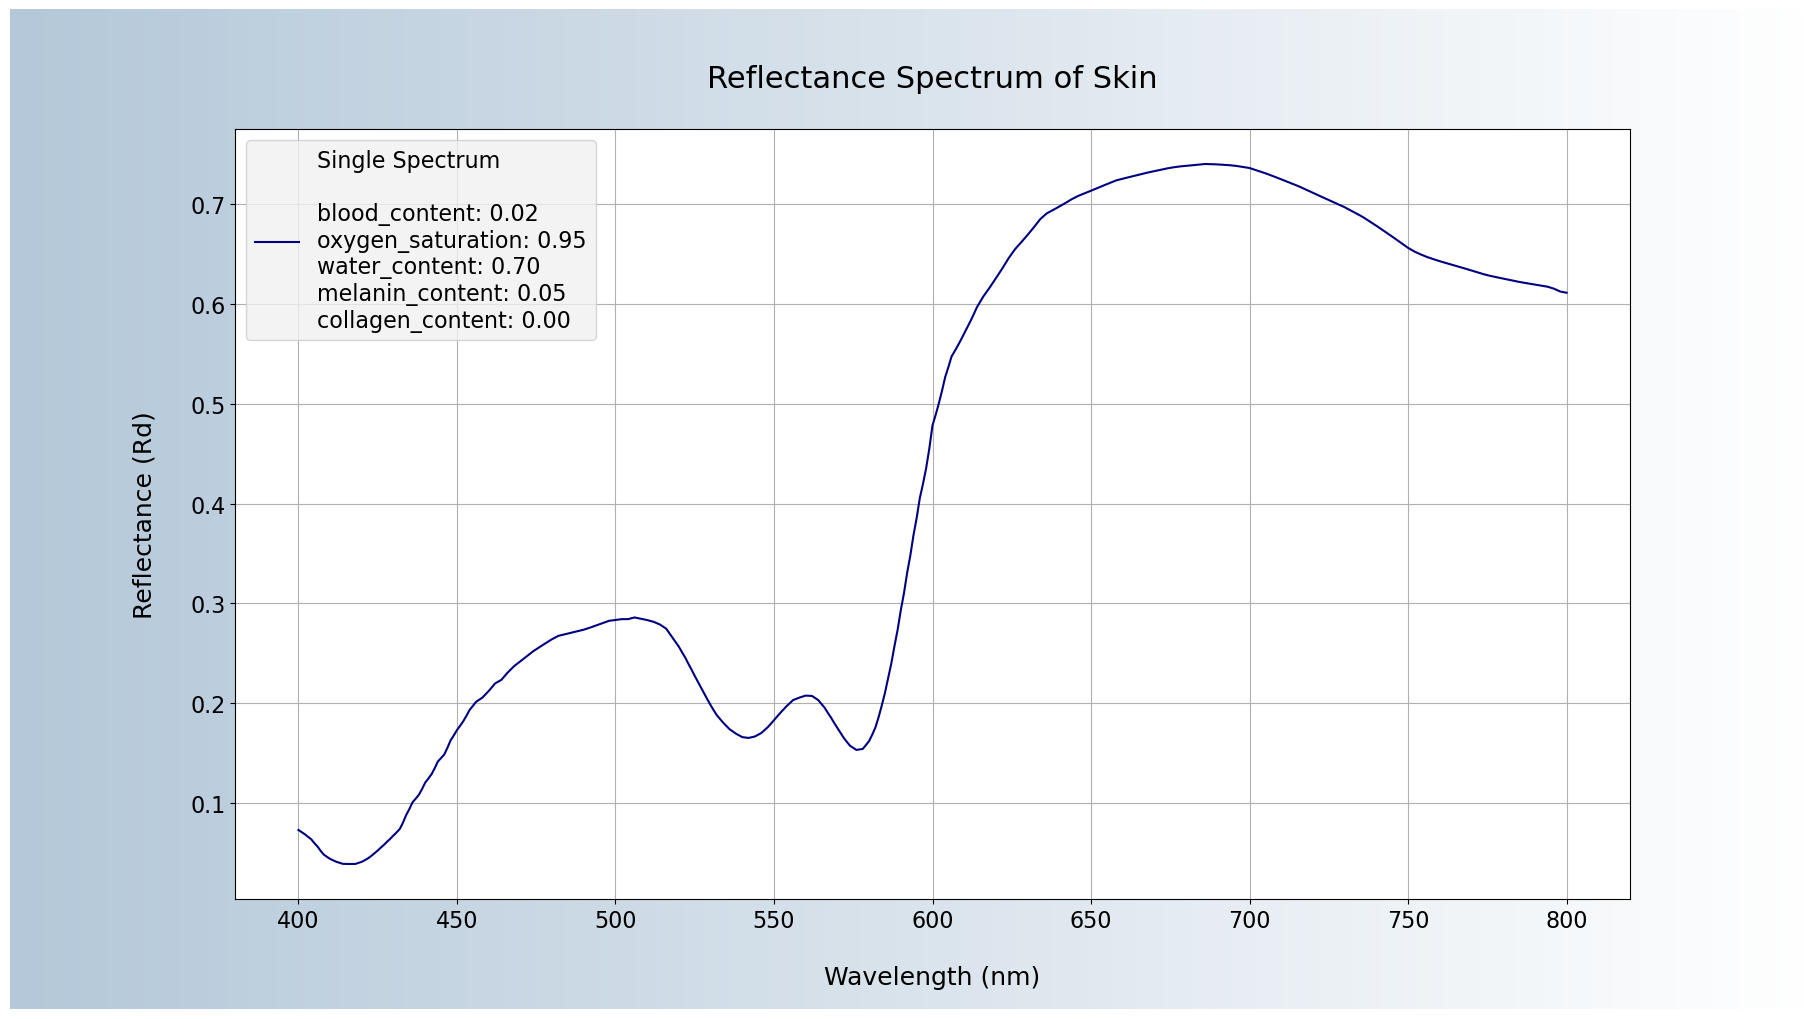 Reflectance Spectrum of Skin
Single Spectrum
blood_content: 0.02
oxygen_saturation: 0.95
water_content: 0.70
melanin_content: 0.05
collagen_content: 0.00
Reflectance (Rd)
0.7
0.6
0.5
0.4
0.3
0.2
0.1
400 450 500 550 600 650 700 750 800
Wavelength (nm)